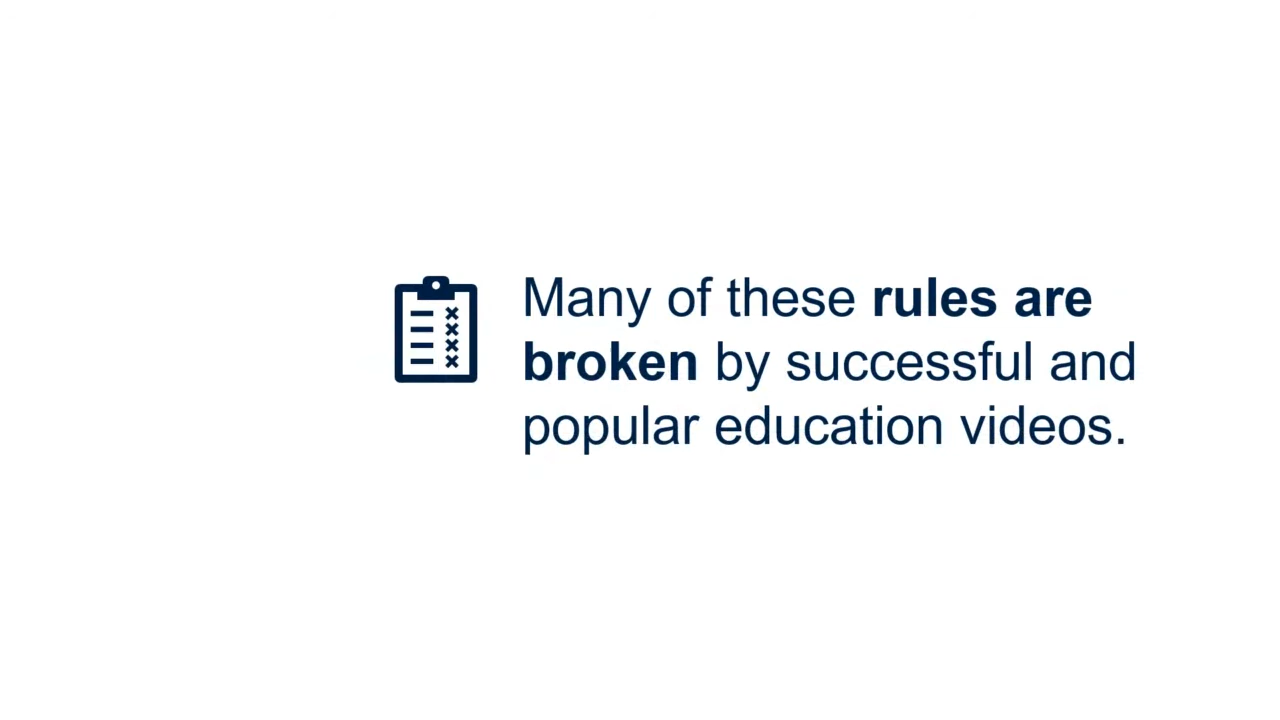 Many of these rules are
broken by successful and
popular education videos.